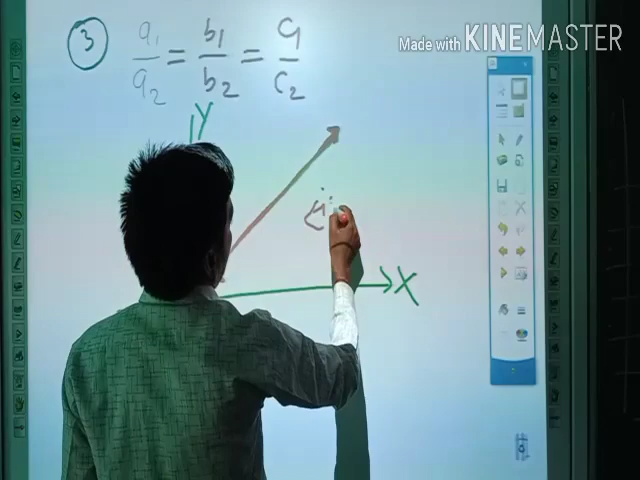 Made with KINEMASTER
③ a₁/a₂ = b₁/b₂ = c₁/c₂
Y
X